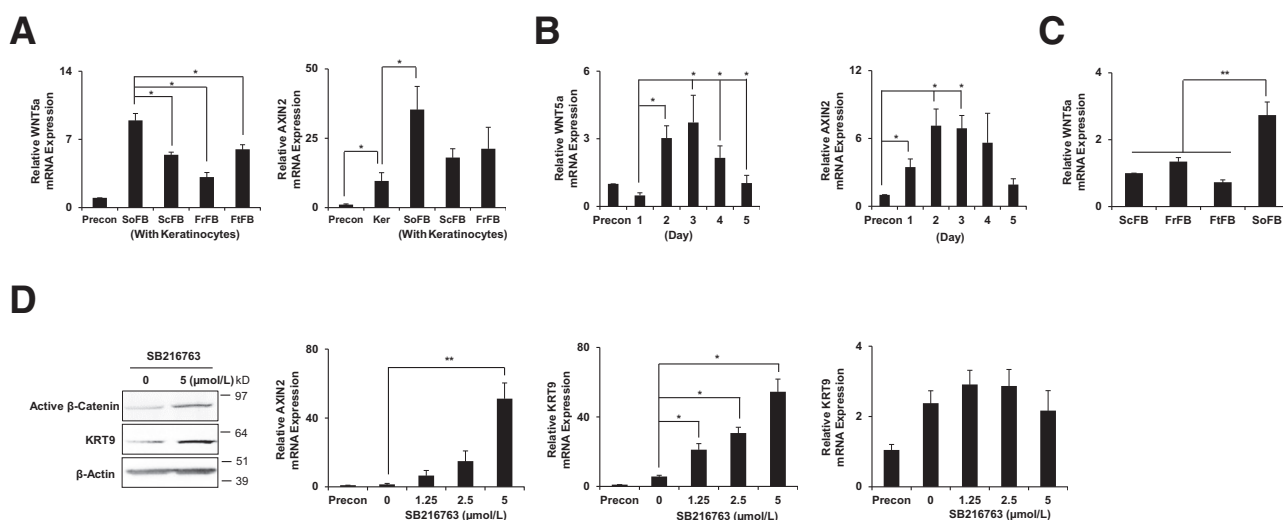 A
Relative WNT5a
mRNA Expression
14
7
0
*
*
*
Precon SoFB ScFB FrFB FtFB
(With Keratinocytes)
Relative AXIN2
mRNA Expression
50
25
0
*
*
Precon Ker SoFB ScFB FrFB
(With Keratinocytes)
B
Relative WNT5a
mRNA Expression
6
3
0
* * * *
Precon 1 2 3 4 5
(Day)
Relative AXIN2
mRNA Expression
12
6
0
* * *
Precon 1 2 3 4 5
(Day)
C
Relative WNT5a
mRNA Expression
4
2
0
**
ScFB FrFB FtFB SoFB
D
SB216763
0 5 (μmol/L) kD
Active β-Catenin
97
KRT9
64
β-Actin
51
39
Relative AXIN2
mRNA Expression
80
40
0
**
Precon 0 1.25 2.5 5
SB216763 (μmol/L)
Relative KRT9
mRNA Expression
100
50
0
*
*
*
Precon 0 1.25 2.5 5
SB216763 (μmol/L)
Relative KRT9
mRNA Expression
4
2
0
Precon 0 1.25 2.5 5
SB216763 (μmol/L)